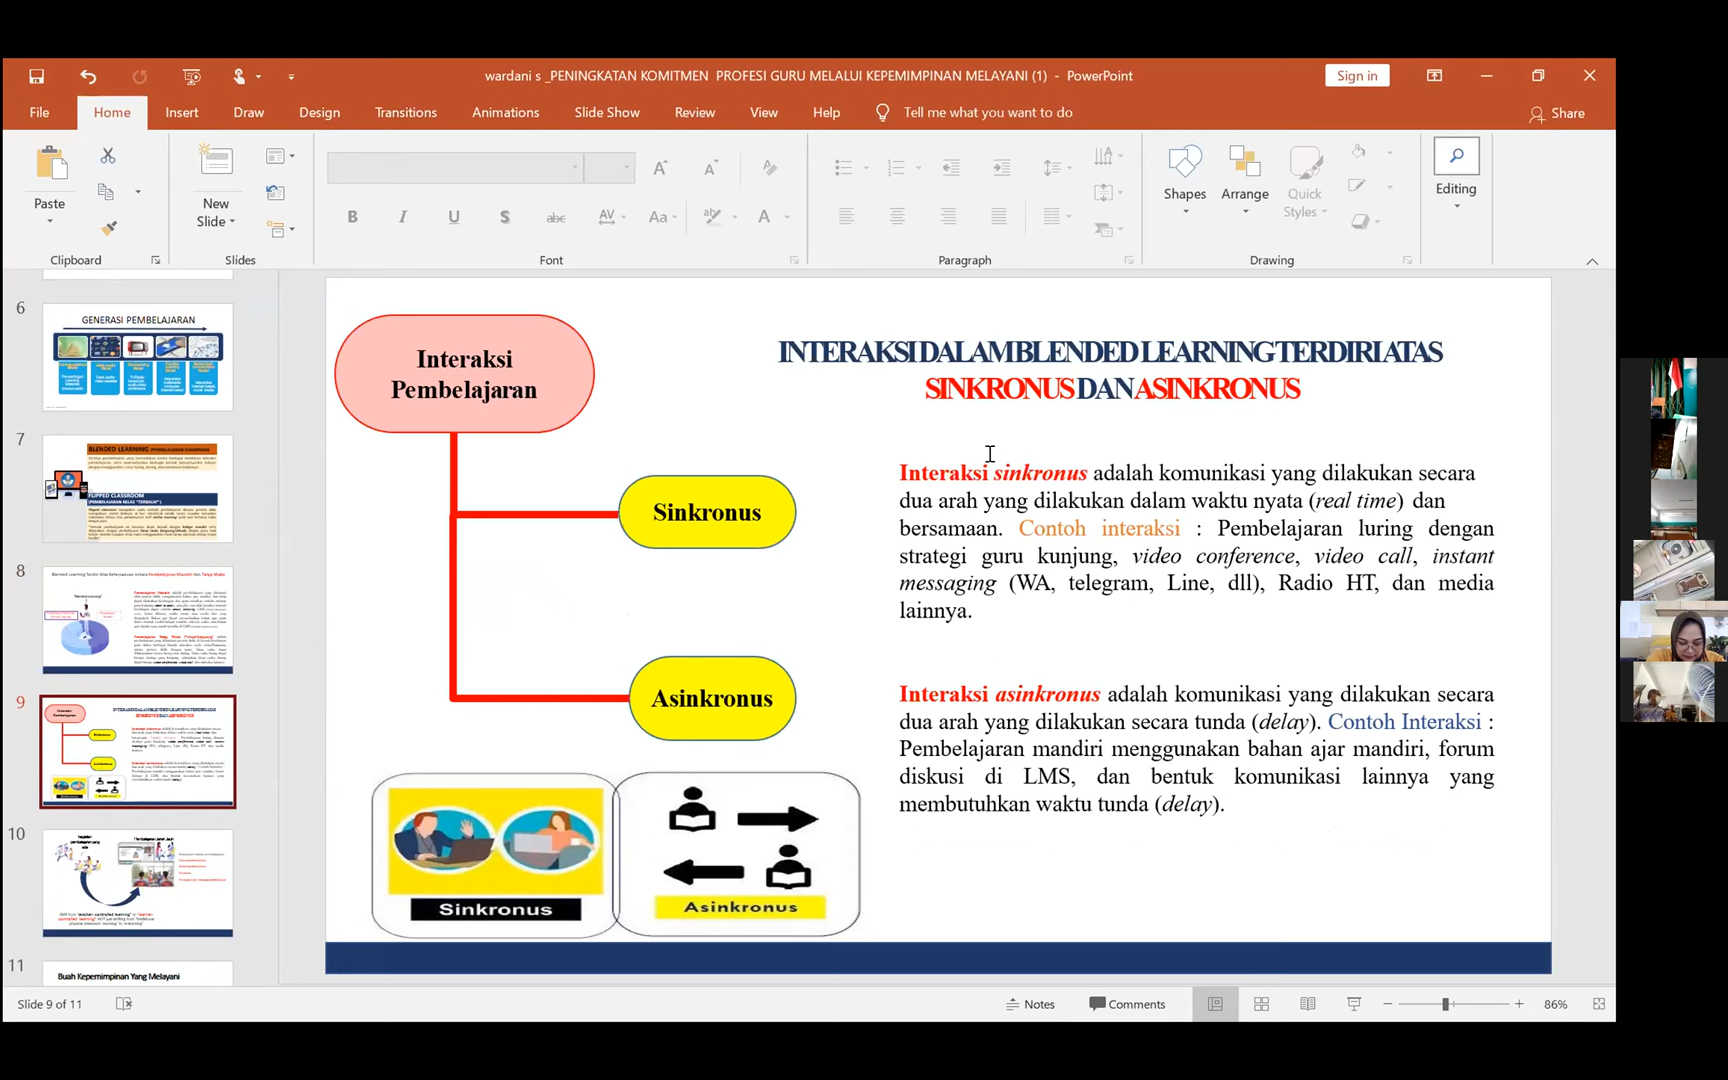 wardani s _PENINGKATAN KOMITMEN PROFESI GURU MELALUI KEPEMIMPINAN MELAYANI (1) - PowerPoint
Sign in
File Home Insert Draw Design Transitions Animations Slide Show Review View Help Tell me what you want to do Share
Paste
New Slide
Shapes Arrange Quick Styles
Editing
Clipboard Slides Font Paragraph Drawing
6
GENERASI PEMBELAJARAN
7
BLENDED LEARNING
FLIPPED CLASSROOM
8
9
10
11
Buah Kepemimpinan Yang Melayani
Interaksi
Pembelajaran
Sinkronus
Asinkronus
Sinkronus
Asinkronus
INTERAKSI DALAM BLENDED LEARNING TERDIRI ATAS
SINKRONUS DAN ASINKRONUS
Interaksi sinkronus adalah komunikasi yang dilakukan secara
dua arah yang dilakukan dalam waktu nyata (real time) dan
bersamaan. Contoh interaksi : Pembelajaran luring dengan
strategi guru kunjung, video conference, video call, instant
messaging (WA, telegram, Line, dll), Radio HT, dan media
lainnya.
Interaksi asinkronus adalah komunikasi yang dilakukan secara
dua arah yang dilakukan secara tunda (delay). Contoh Interaksi :
Pembelajaran mandiri menggunakan bahan ajar mandiri, forum
diskusi di LMS, dan bentuk komunikasi lainnya yang
membutuhkan waktu tunda (delay).
Slide 9 of 11
Notes Comments 86%